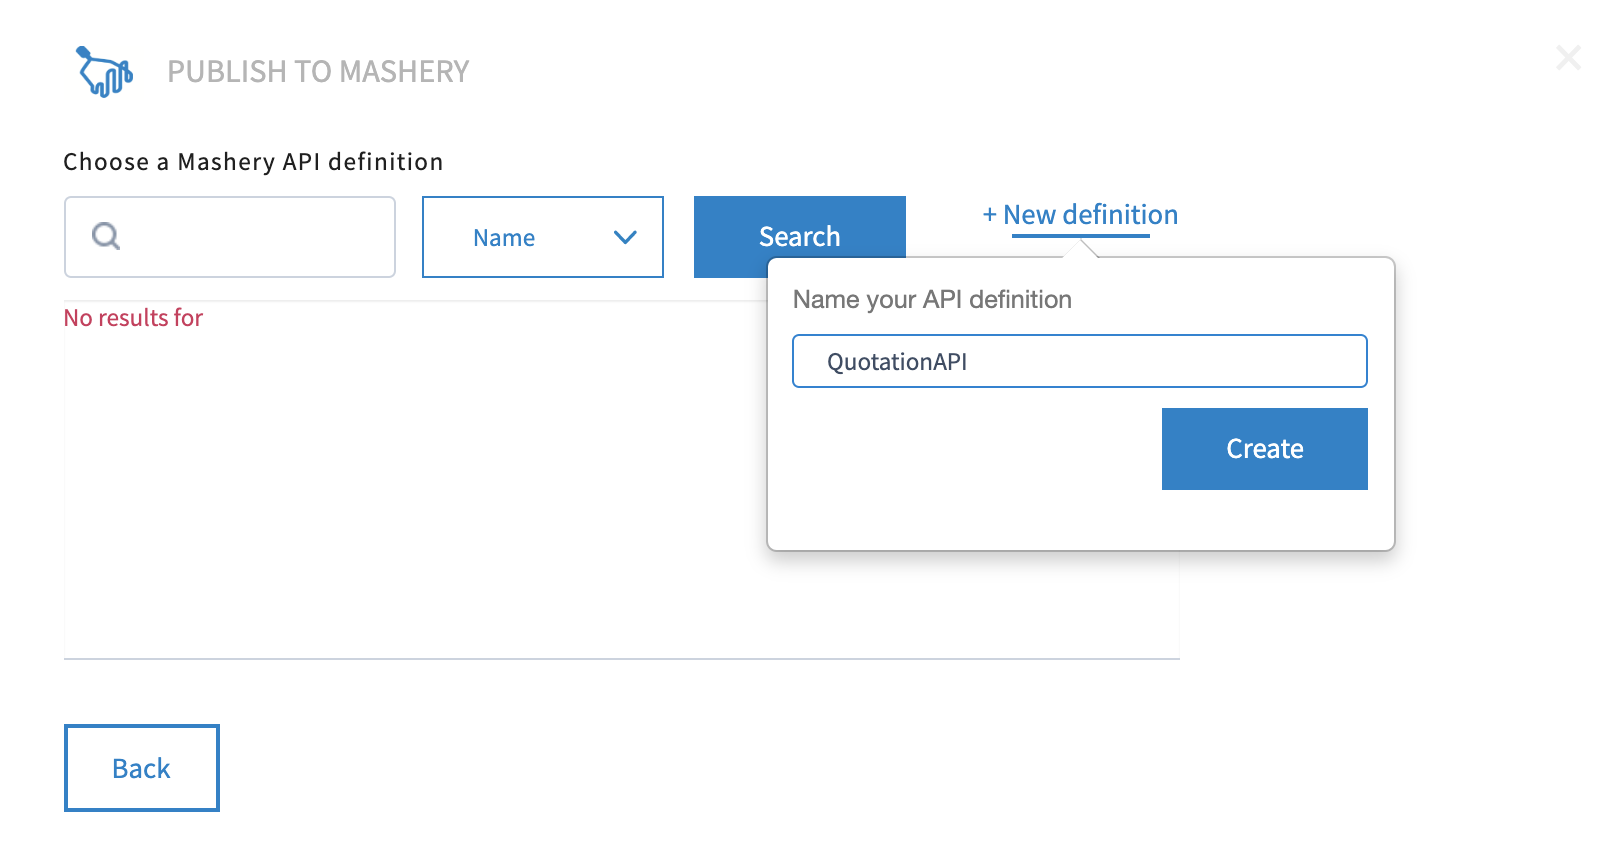 PUBLISH TO MASHERY
Choose a Mashery API definition
Name
Search
+ New definition
No results for
Name your API definition
QuotationAPI
Create
Back